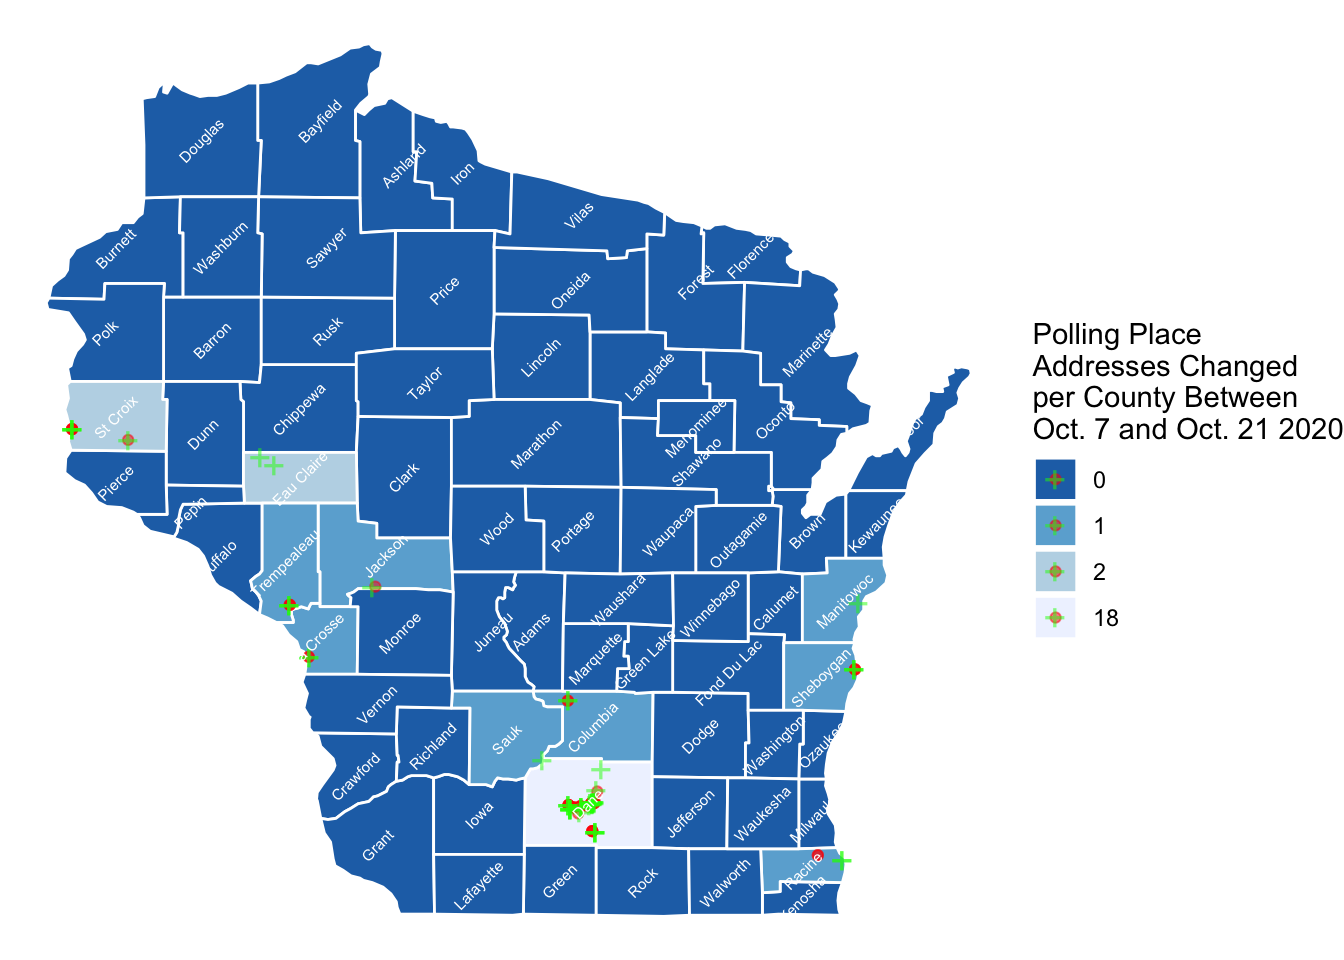 Bayfield
Douglas
Ashland
Iron
Vilas
Burnett
Washburn
Sawyer
Florence
Price
Oneida
Forest
Polk
Barron
Rusk
Lincoln
Marinette
Langlade
Taylor
St Croix
Chippewa
Dunn
Menominee
Oconto
Marathon
Shawano
Clark
Eau Claire
Pierce
Pepin
Wood
Portage
Waupaca
Outagamie
Brown
Kewaunee
uffalo
Trempealeau
Jackson
Waushara
Winnebago
Calumet
Manitowoc
Crosse
Monroe
Juneau
Adams
Marquette
Green Lake
Fond Du Lac
Sheboygan
Vernon
Richland
Sauk
Columbia
Dodge
Washington
Ozaukee
Crawford
Iowa
Dane
Jefferson
Waukesha
Milwauk
Grant
Lafayette
Green
Rock
Walworth
Racine
Kenosha
Polling Place
Addresses Changed
per County Between
Oct. 7 and Oct. 21 2020
0
1
2
18